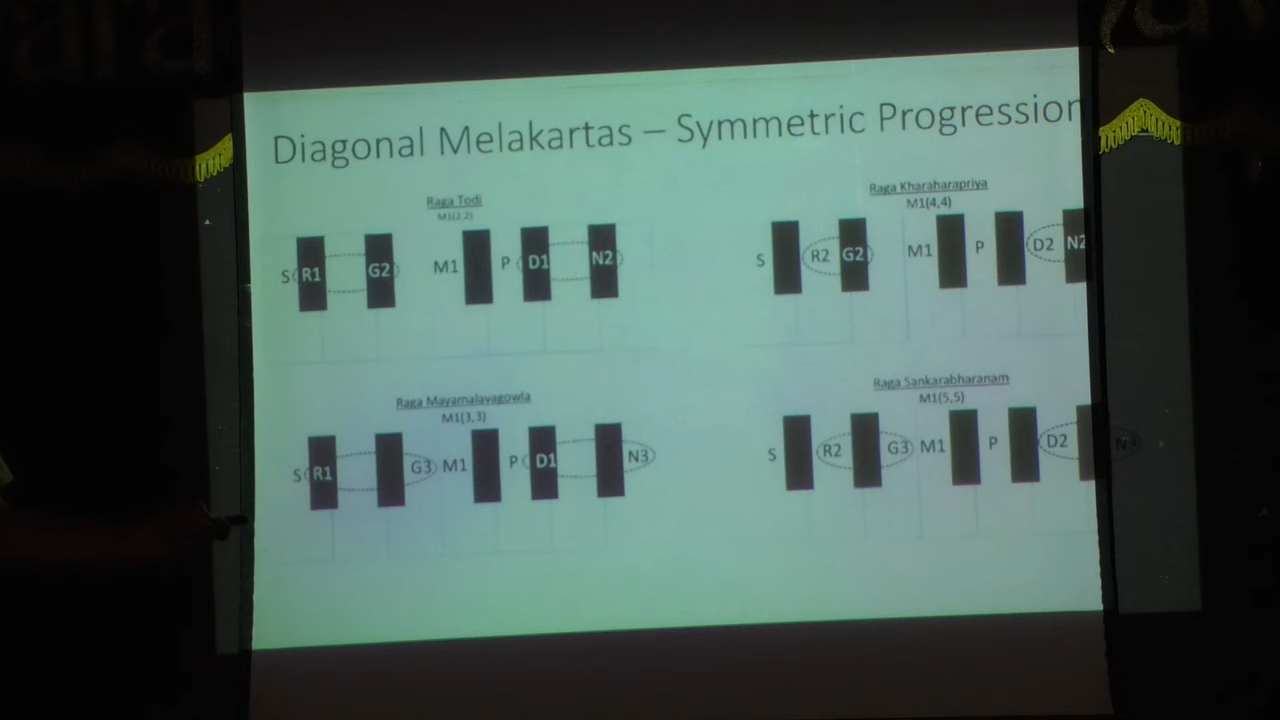 Diagonal Melakartas – Symmetric Progression
Raga Todi
M1(2,2)
S R1 G2 M1 P D1 N2
Raga Kharaharapriya
M1(4,4)
S R2 G2 M1 P D2 N2
Raga Mayamalavagowla
M1(3,3)
S R1 G3 M1 P D1 N3
Raga Sankarabharanam
M1(5,5)
S R2 G3 M1 P D2 N3